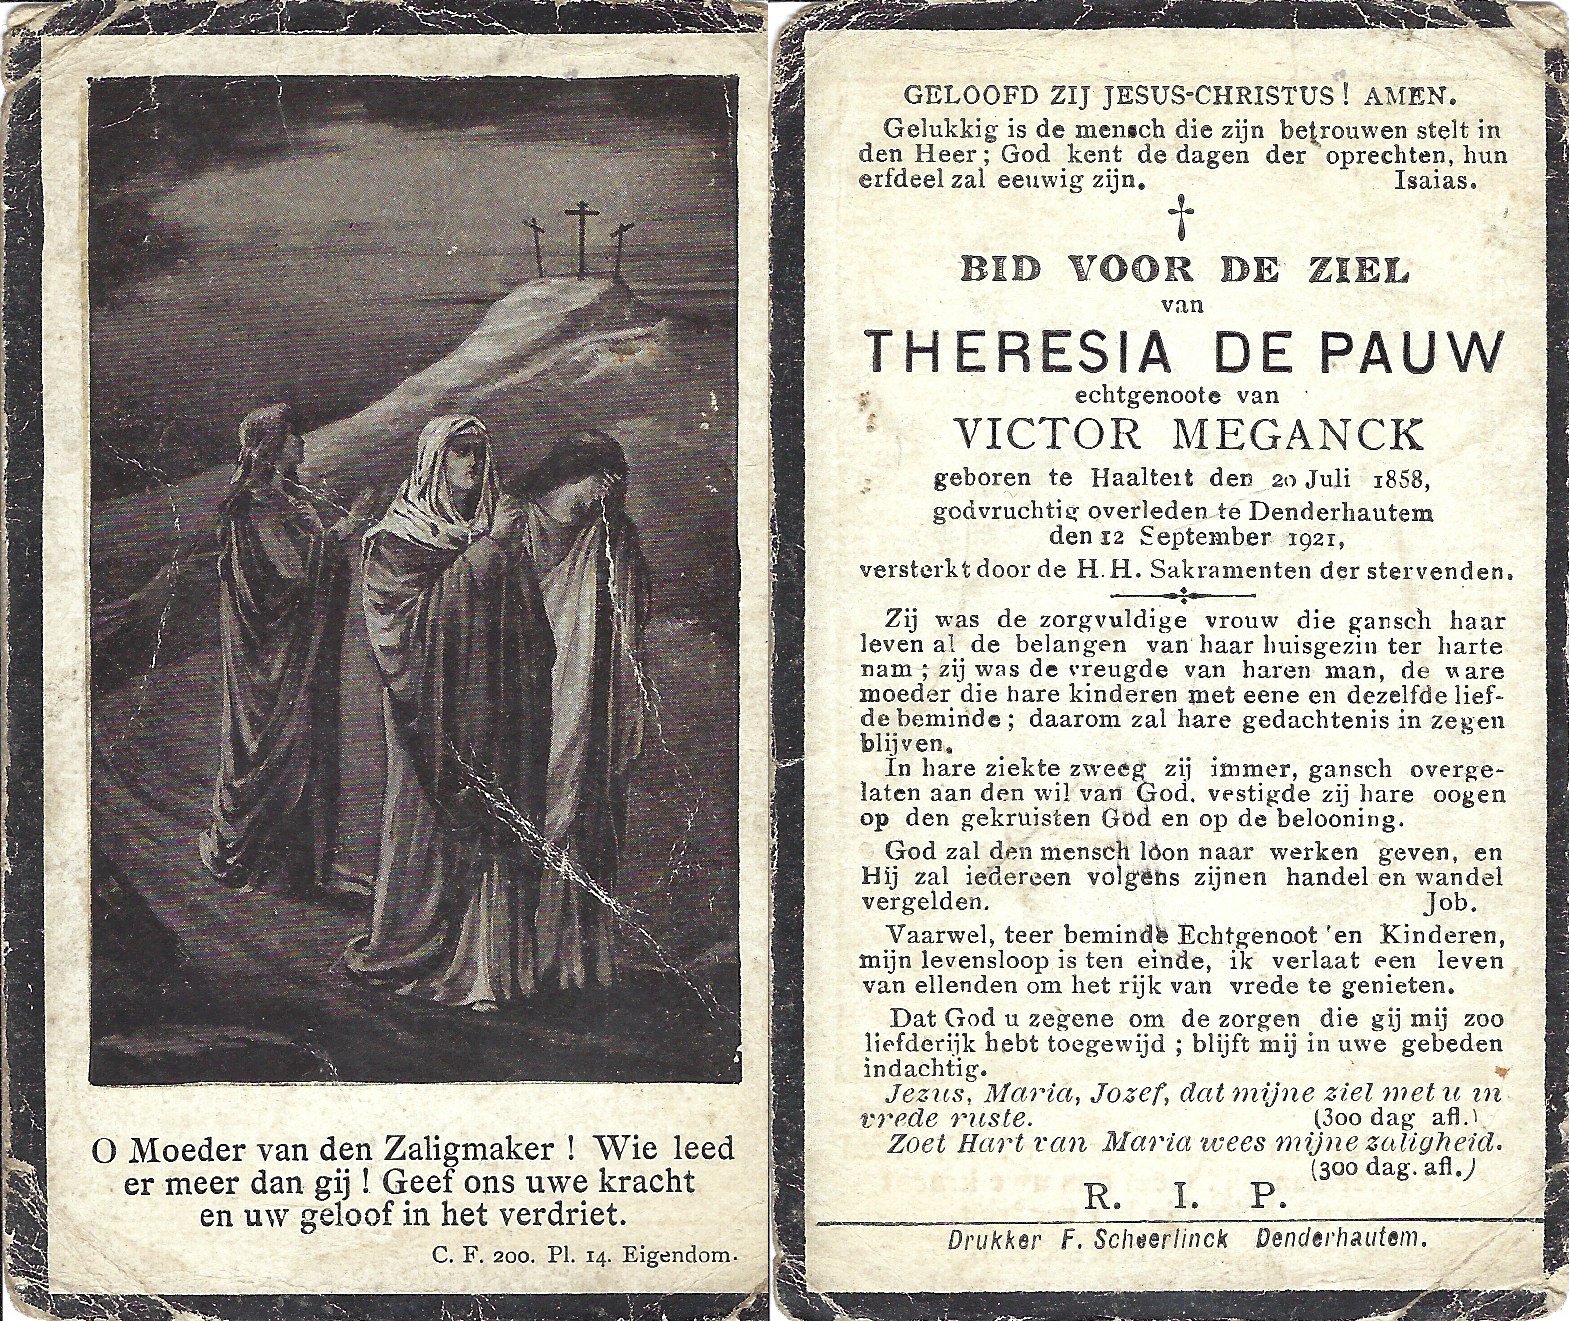 O Moeder van den Zaligmaker ! Wie leed
er meer dan gij ! Geef ons uwe kracht
en uw geloof in het verdriet.
C. F. 200. Pl. 14. Eigendom.
GELOOFD ZIJ JESUS-CHRISTUS ! AMEN.
Gelukkig is de mensch die zijn betrouwen stelt in
den Heer ; God kent de dagen der oprechten, hun
erfdeel zal eeuwig zijn. Isaias.
BID VOOR DE ZIEL
van
THERESIA DE PAUW
echtgenoote van
VICTOR MEGANCK
geboren te Haaltert den 20 Juli 1858,
godvruchtig overleden te Denderhautem
den 12 September 1921,
versterkt door de H. H. Sakramenten der stervenden.
Zij was de zorgvuldige vrouw die gansch haar
leven al de belangen van haar huisgezin ter harte
nam ; zij was de vreugde van haren man, de ware
moeder die hare kinderen met eene en dezelfde lief-
de beminde ; daarom zal hare gedachtenis in zegen
blijven.
In hare ziekte zweeg zij immer, gansch overge-
laten aan den wil van God. vestigde zij hare oogen
op den gekruisten God en op de belooning.
God zal den mensch loon naar werken geven, en
Hij zal iedereen volgens zijnen handel en wandel
vergelden. Job.
Vaarwel, teer beminde Echtgenoot en Kinderen,
mijn levensloop is ten einde, ik verlaat een leven
van ellenden om het rijk van vrede te genieten.
Dat God u zegene om de zorgen die gij mij zoo
liefderijk hebt toegewijd ; blijft mij in uwe gebeden
indachtig.
Jezus, Maria, Jozef, dat mijne ziel met u in
vrede ruste. (300 dag afl.)
Zoet Hart van Maria wees mijne zaligheid.
(300 dag. afl.)
R. I. P.
Drukker F. Scheerlinck Denderhautem.